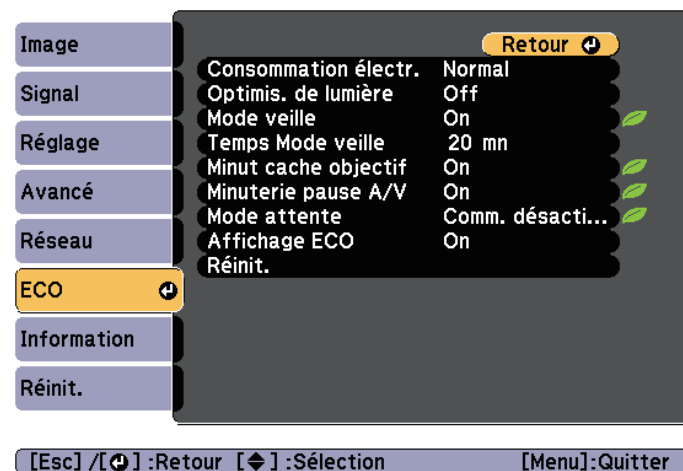 Image
Signal
Réglage
Avancé
Réseau
ECO
Information
Réinit.
Retour
Consommation électr. Normal
Optimis. de lumière Off
Mode veille On
Temps Mode veille 20 mn
Minut cache objectif On
Minuterie pause A/V On
Mode attente Comm. désacti...
Affichage ECO On
Réinit.
[Esc] /[⏎] :Retour [◆] :Sélection [Menu]:Quitter